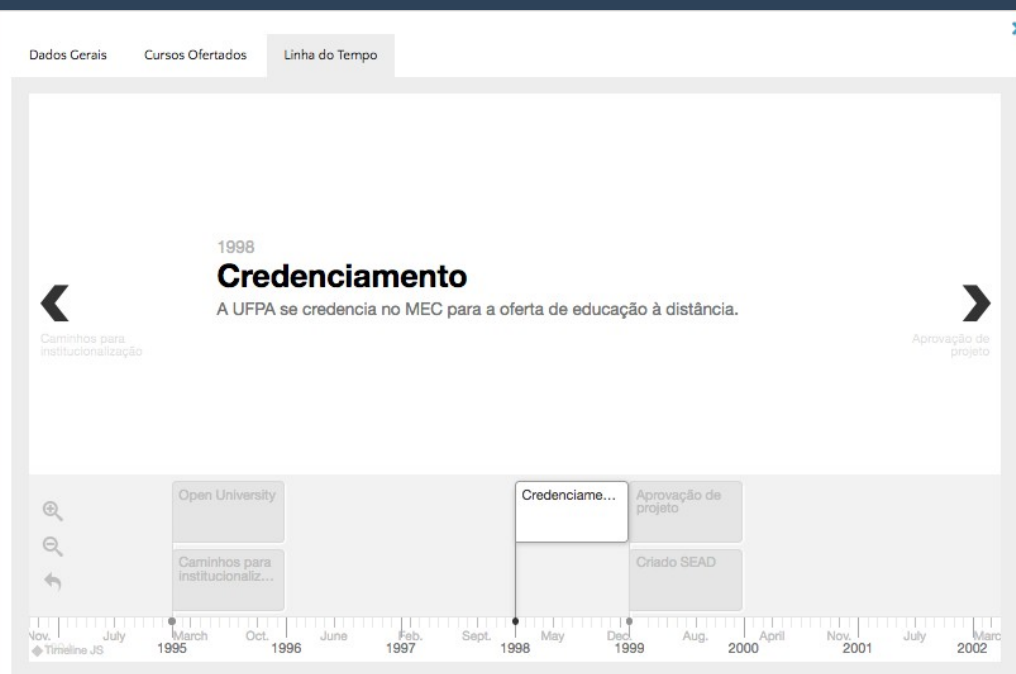 Dados Gerais Cursos Ofertados Linha do Tempo
1998
Credenciamento
A UFPA se credencia no MEC para a oferta de educação à distância.
Caminhos para
institucionalização
Aprovação de
projeto
Open University
Credenciame...
Aprovação de
projeto
Caminhos para
institucionaliz...
Criado SEAD
Nov. July March Oct. June Feb. Sept. May Dec. Aug. April Nov. July Marc
Timeline JS 1995 1996 1997 1998 1999 2000 2001 2002